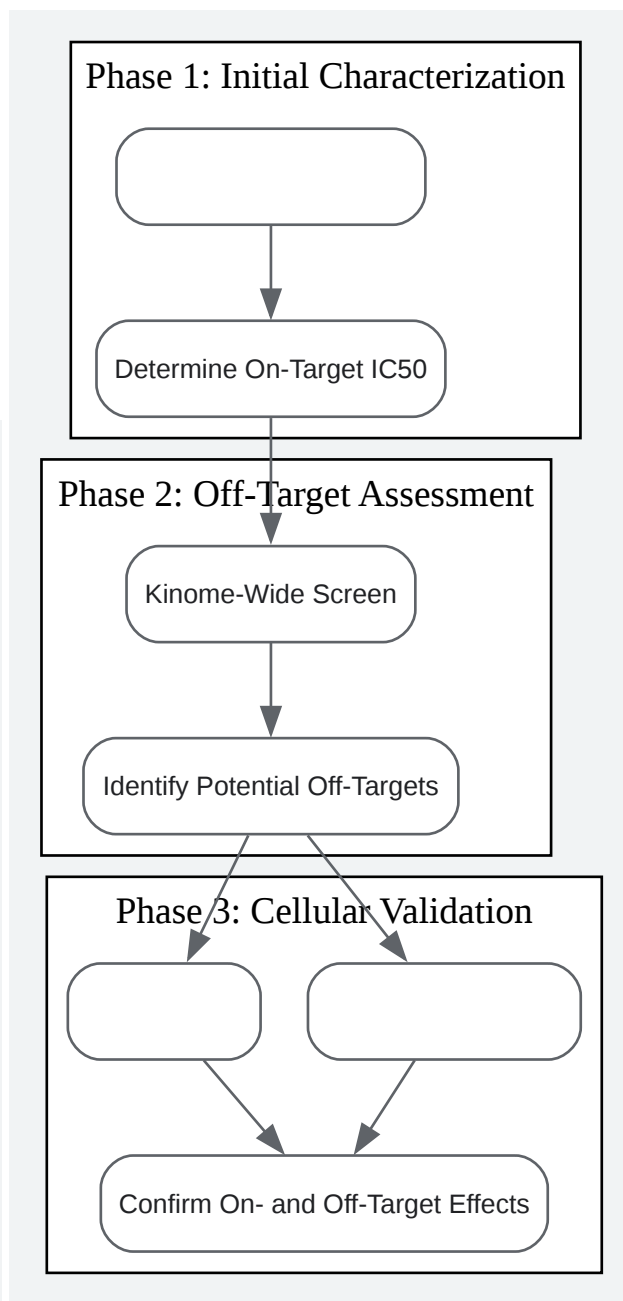 Phase 1: Initial Characterization
Determine On-Target IC50
Phase 2: Off-Target Assessment
Kinome-Wide Screen
Identify Potential Off-Targets
Phase 3: Cellular Validation
Confirm On- and Off-Target Effects